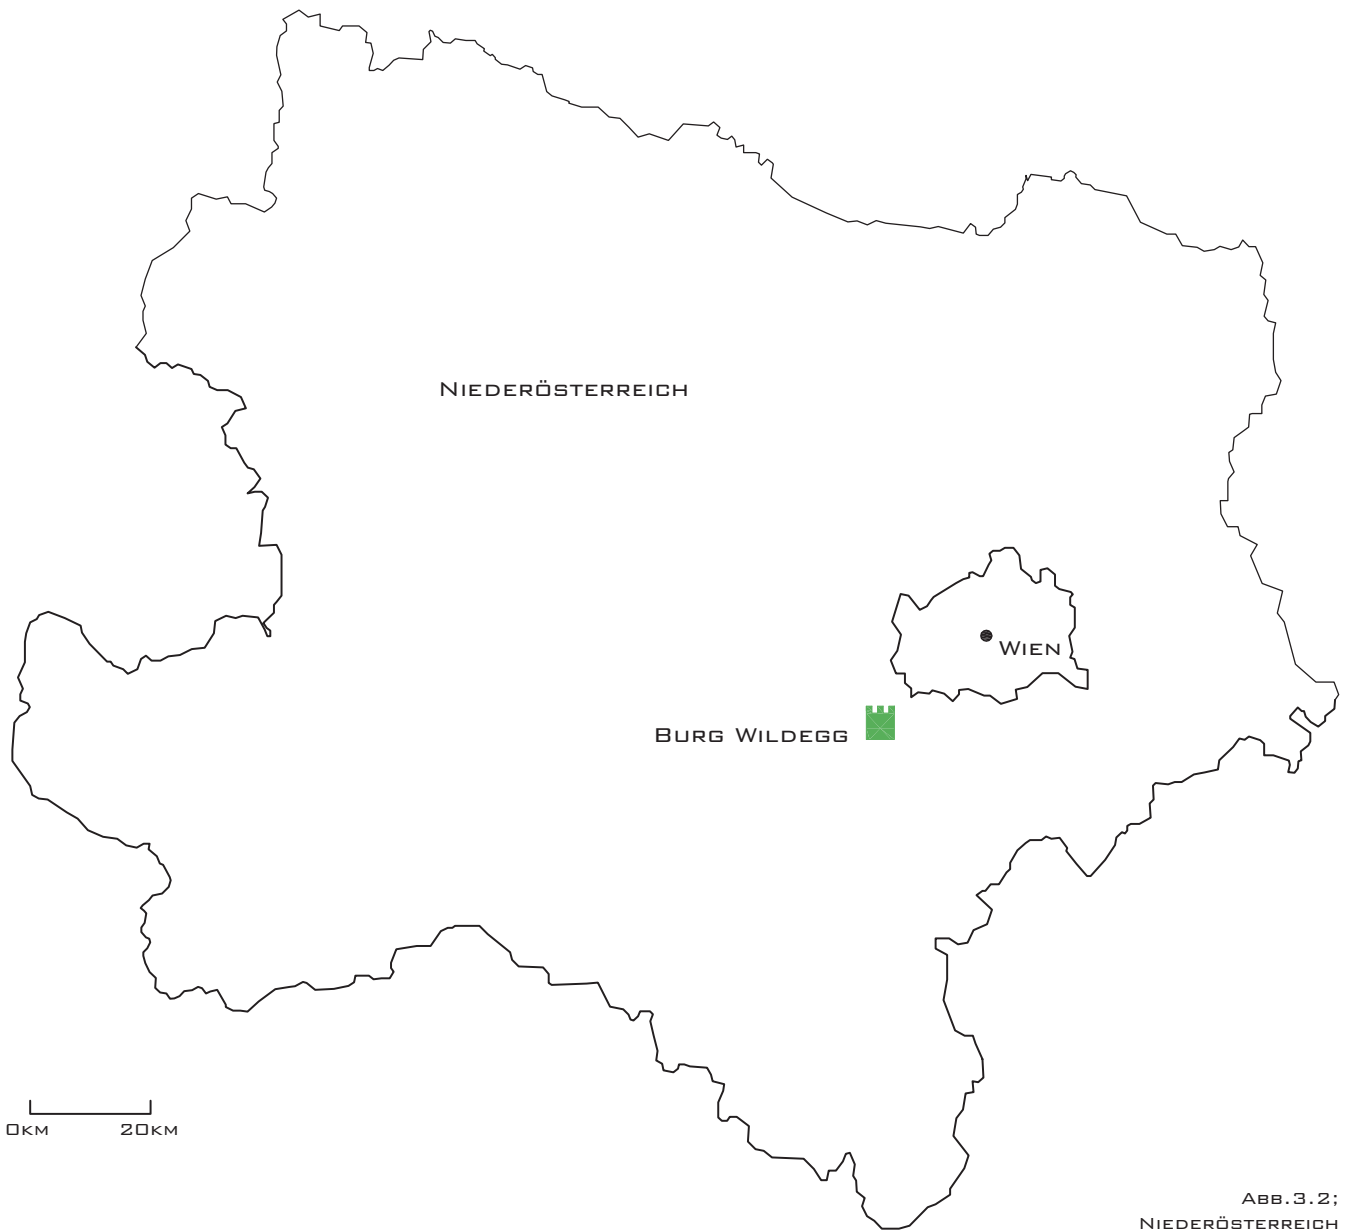 Niederösterreich
Wien
Burg Wildegg
0km 20km
Abb.3.2;
Niederösterreich